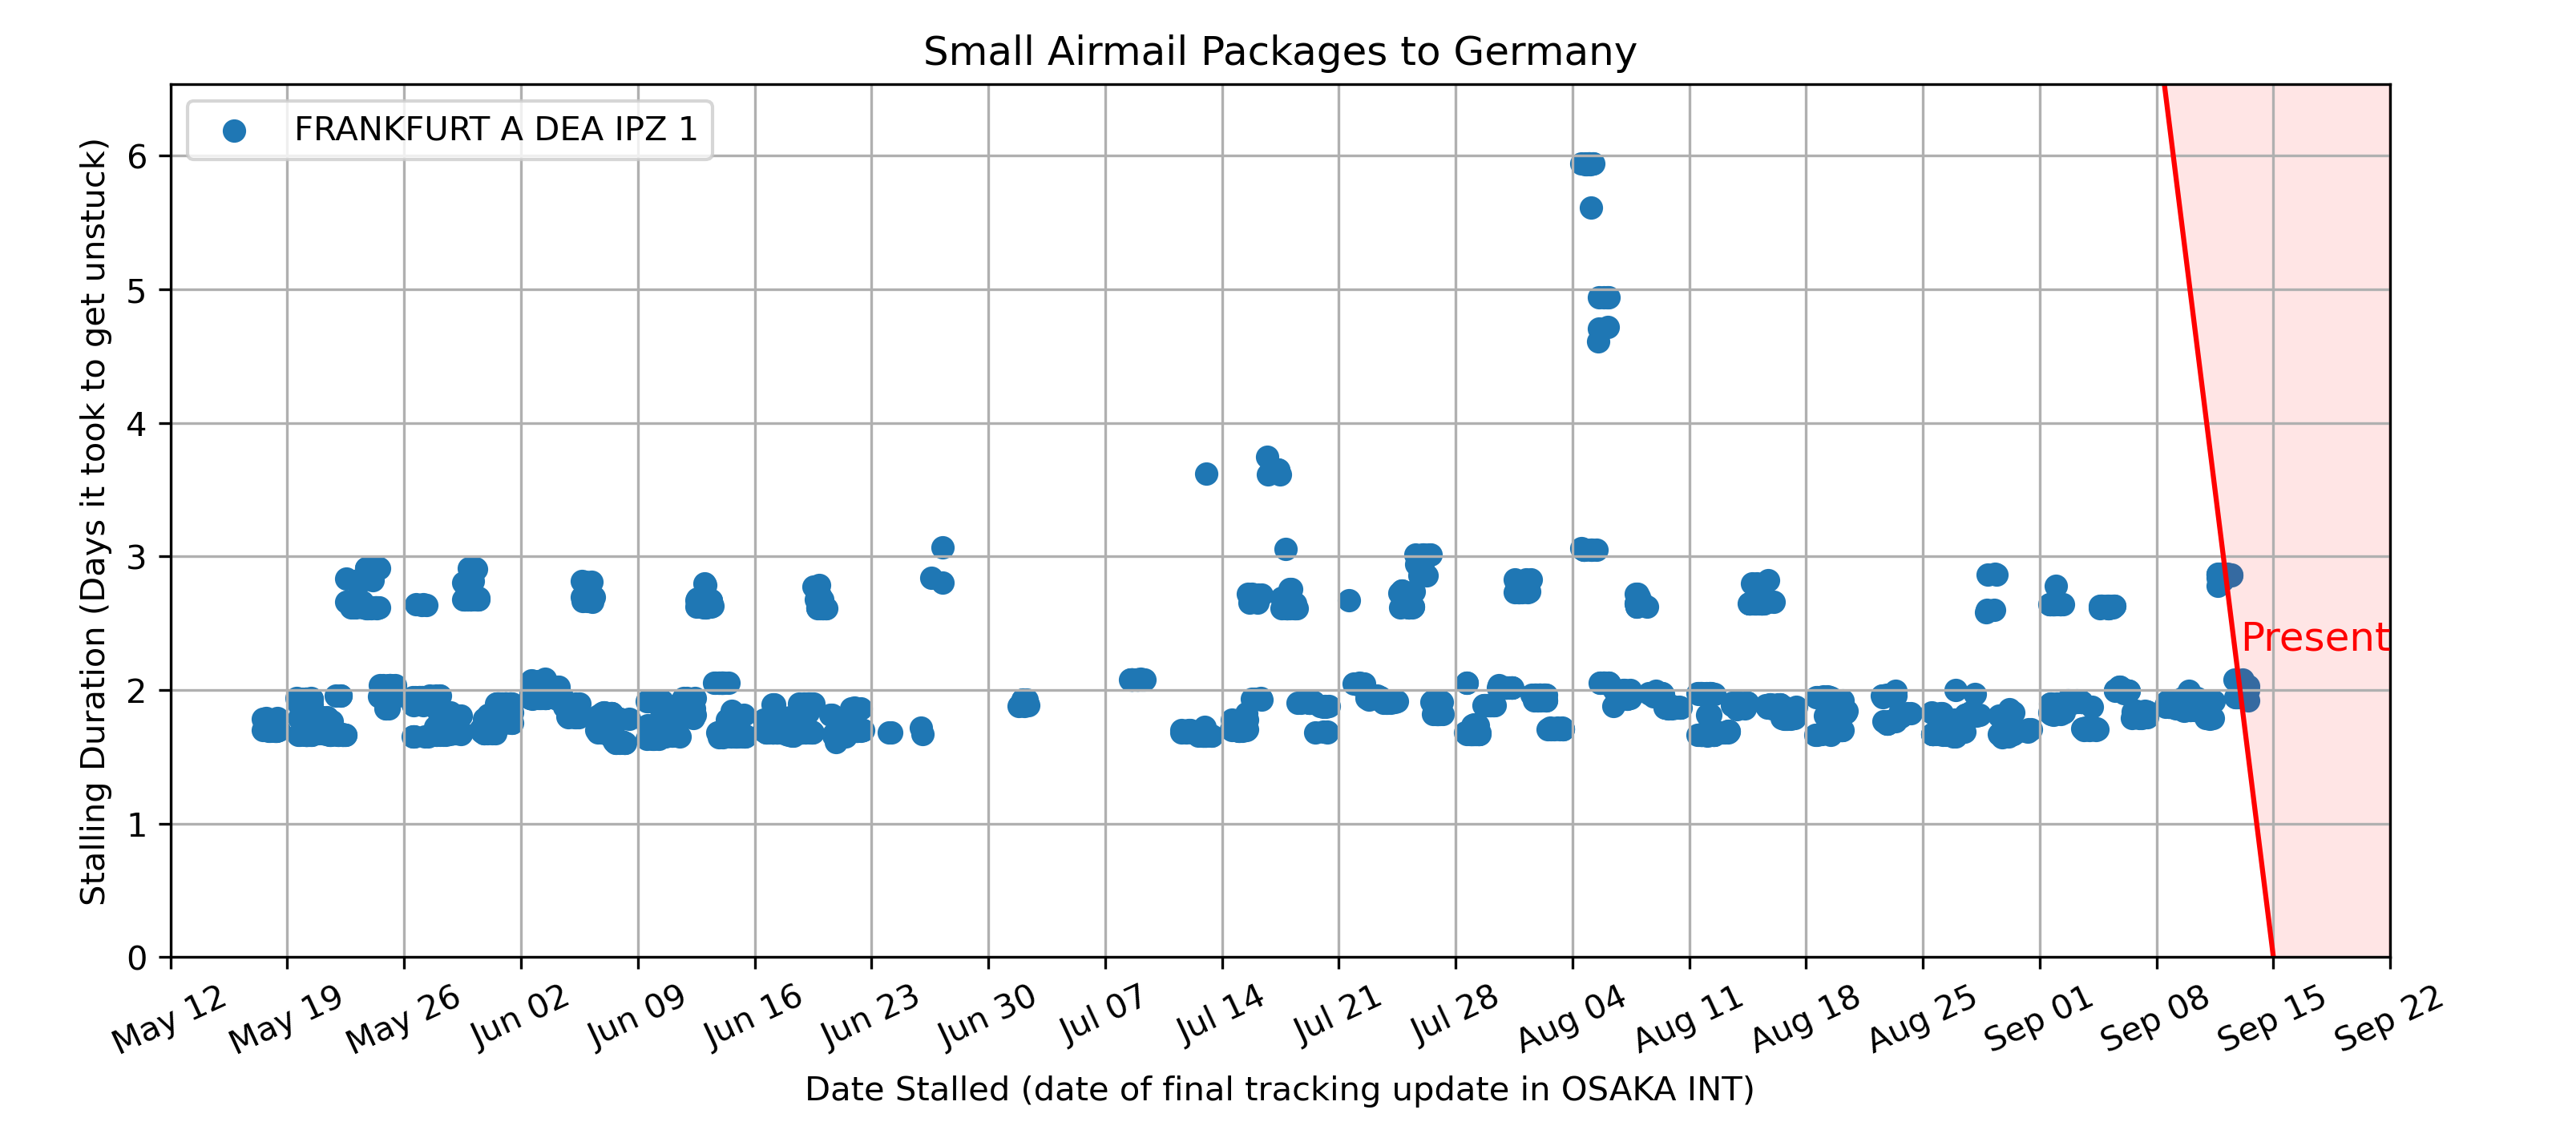 Small Airmail Packages to Germany
FRANKFURT A DEA IPZ 1
Stalling Duration (Days it took to get unstuck)
6
5
4
3
2
1
0
Present
May 12 May 19 May 26 Jun 02 Jun 09 Jun 16 Jun 23 Jun 30 Jul 07 Jul 14 Jul 21 Jul 28 Aug 04 Aug 11 Aug 18 Aug 25 Sep 01 Sep 08 Sep 15 Sep 22
Date Stalled (date of final tracking update in OSAKA INT)